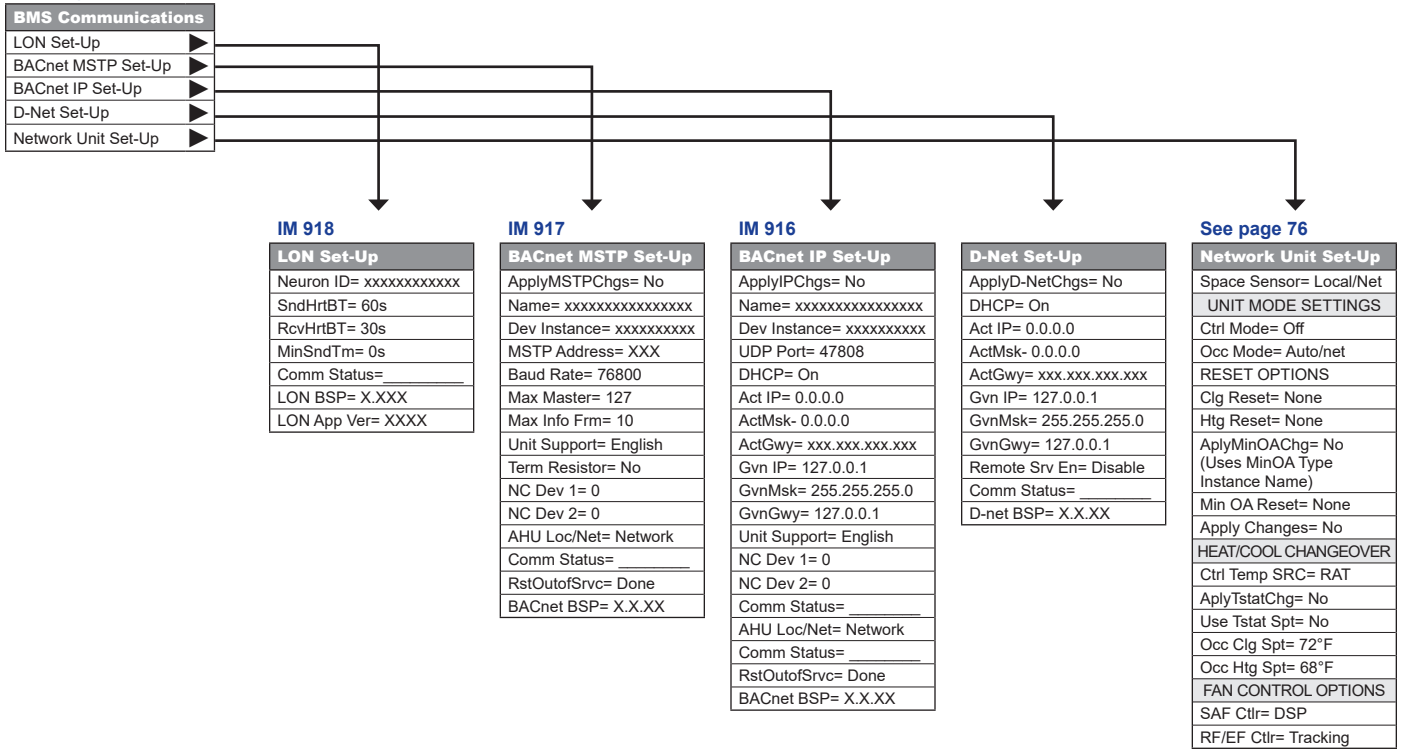 BMS Communications
LON Set-Up
BACnet MSTP Set-Up
BACnet IP Set-Up
D-Net Set-Up
Network Unit Set-Up
IM 918
LON Set-Up
Neuron ID= xxxxxxxxxxxx
SndHrtBT= 60s
RcvHrtBT= 30s
MinSndTm= 0s
Comm Status=_________
LON BSP= X.XXX
LON App Ver= XXXX
IM 917
BACnet MSTP Set-Up
ApplyMSTPChgs= No
Name= xxxxxxxxxxxxxxxx
Dev Instance= xxxxxxxxxx
MSTP Address= XXX
Baud Rate= 76800
Max Master= 127
Max Info Frm= 10
Unit Support= English
Term Resistor= No
NC Dev 1= 0
NC Dev 2= 0
AHU Loc/Net= Network
Comm Status= ________
RstOutofSrvc= Done
BACnet BSP= X.X.XX
IM 916
BACnet IP Set-Up
ApplyIPChgs= No
Name= xxxxxxxxxxxxxxxx
Dev Instance= xxxxxxxxxx
UDP Port= 47808
DHCP= On
Act IP= 0.0.0.0
ActMsk- 0.0.0.0
ActGwy= xxx.xxx.xxx.xxx
Gvn IP= 127.0.0.1
GvnMsk= 255.255.255.0
GvnGwy= 127.0.0.1
Unit Support= English
NC Dev 1= 0
NC Dev 2= 0
Comm Status= ________
AHU Loc/Net= Network
Comm Status= ________
RstOutofSrvc= Done
BACnet BSP= X.X.XX
D-Net Set-Up
ApplyD-NetChgs= No
DHCP= On
Act IP= 0.0.0.0
ActMsk- 0.0.0.0
ActGwy= xxx.xxx.xxx.xxx
Gvn IP= 127.0.0.1
GvnMsk= 255.255.255.0
GvnGwy= 127.0.0.1
Remote Srv En= Disable
Comm Status= ________
D-net BSP= X.X.XX
See page 76
Network Unit Set-Up
Space Sensor= Local/Net
UNIT MODE SETTINGS
Ctrl Mode= Off
Occ Mode= Auto/net
RESET OPTIONS
Clg Reset= None
Htg Reset= None
AplyMinOAChg= No
(Uses MinOA Type
Instance Name)
Min OA Reset= None
Apply Changes= No
HEAT/COOL CHANGEOVER
Ctrl Temp SRC= RAT
AplyTstatChg= No
Use Tstat Spt= No
Occ Clg Spt= 72°F
Occ Htg Spt= 68°F
FAN CONTROL OPTIONS
SAF Ctlr= DSP
RF/EF Ctlr= Tracking